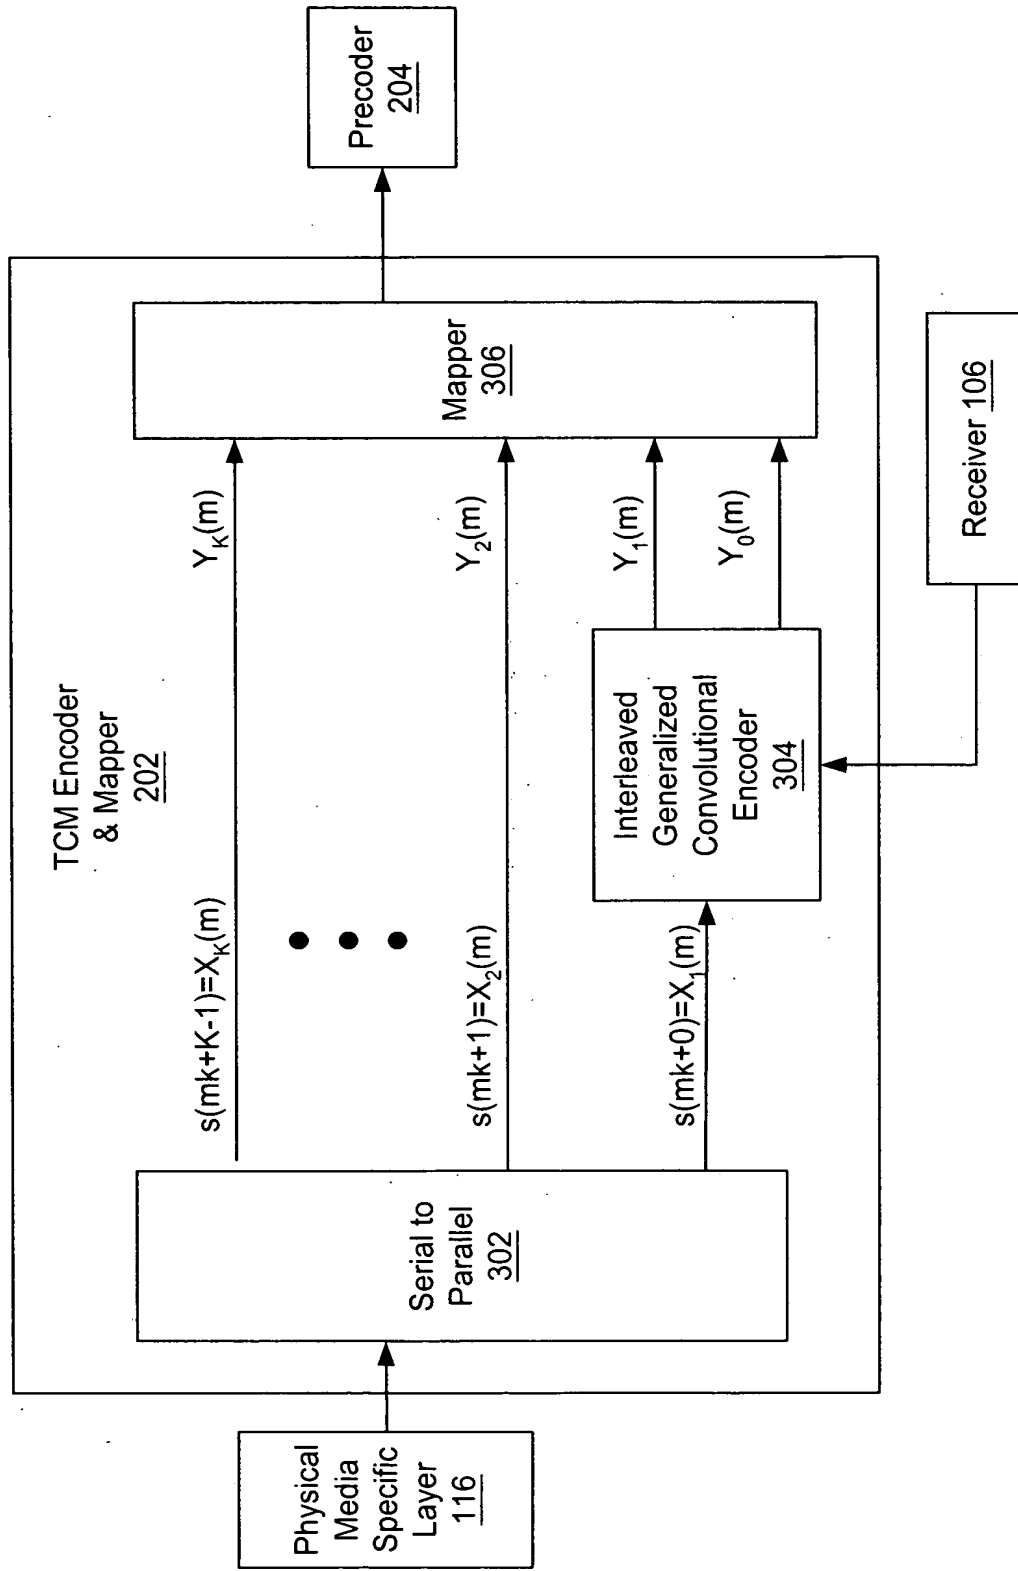 TCM Encoder
& Mapper
202
Physical
Media
Specific
Layer
116
Serial to
Parallel
302
s(mk+K-1)=X_K(m)
Y_K(m)
s(mk+1)=X_2(m)
Y_2(m)
s(mk+0)=X_1(m)
Interleaved
Generalized
Convolutional
Encoder
304
Y_1(m)
Y_0(m)
Mapper
306
Precoder
204
Receiver 106